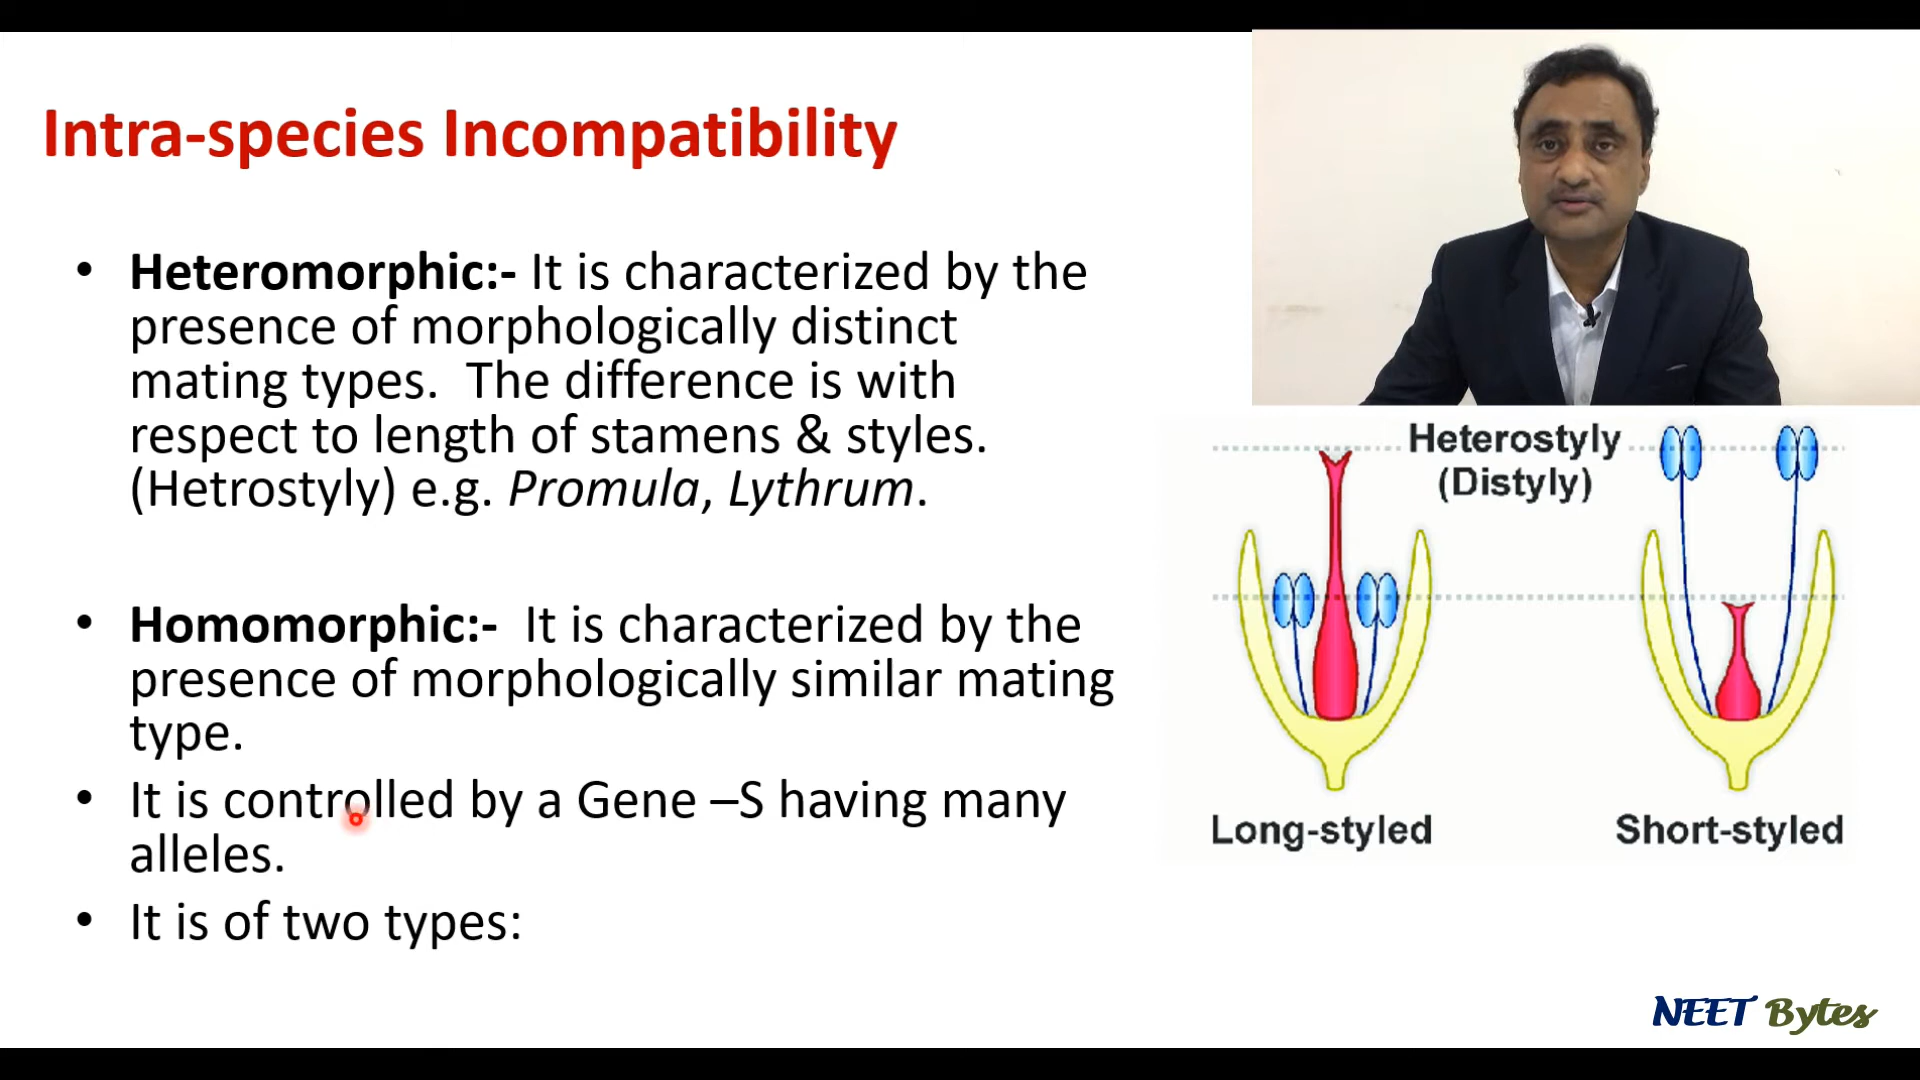 Intra-species Incompatibility
• Heteromorphic:- It is characterized by the
presence of morphologically distinct
mating types.  The difference is with
respect to length of stamens & styles.
(Hetrostyly) e.g. Promula, Lythrum.
• Homomorphic:-  It is characterized by the
presence of morphologically similar mating
type.
• It is controlled by a Gene –S having many
alleles.
• It is of two types:
Heterostyly
(Distyly)
Long-styled
Short-styled
NEET Bytes